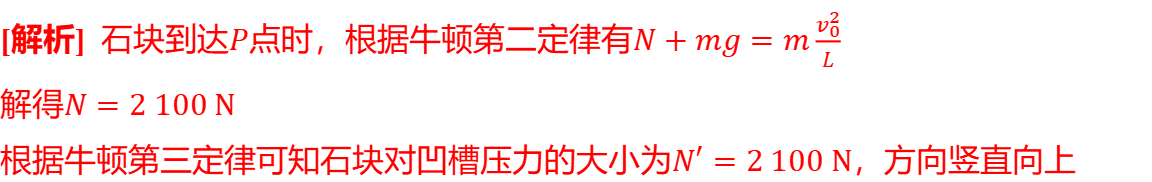 [解析] 石块到达P点时，根据牛顿第二定律有N + mg = m v₀²/L
解得N = 2 100 N
根据牛顿第三定律可知石块对凹槽压力的大小为N′ = 2 100 N，方向竖直向上